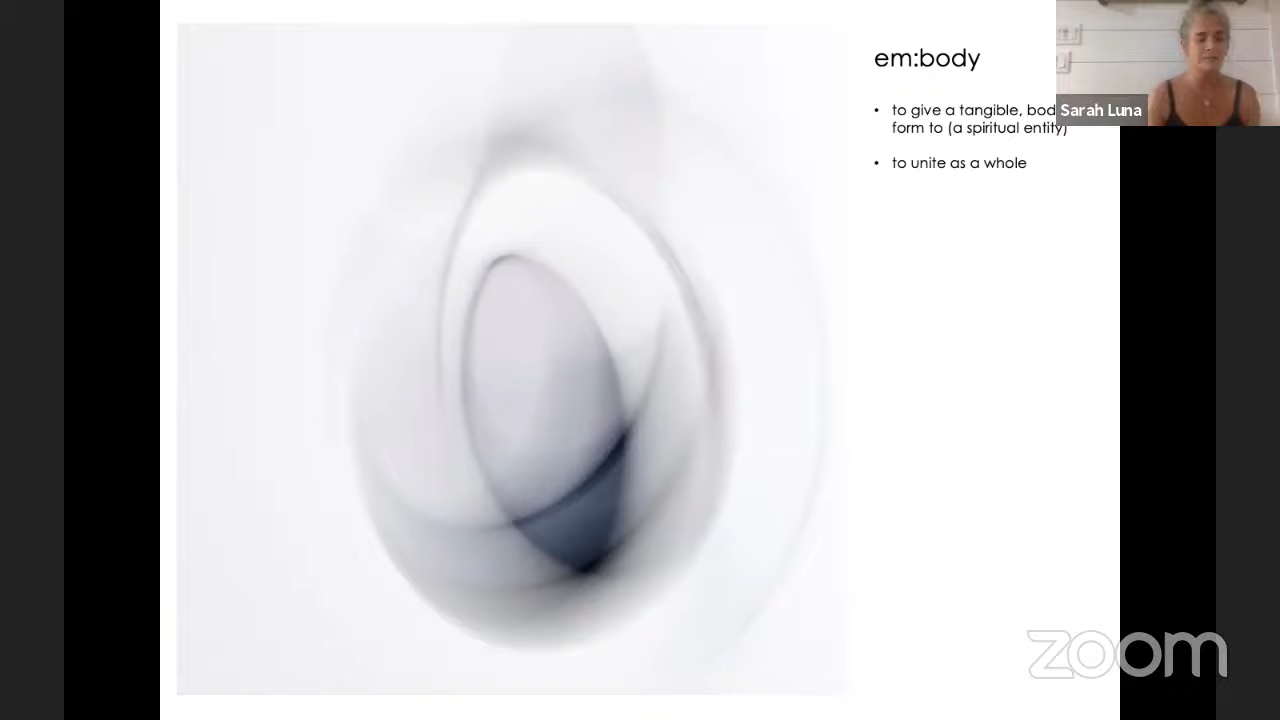 em:body
• to give a tangible, bod
form to (a spiritual entity)
• to unite as a whole
Sarah Luna
zoom